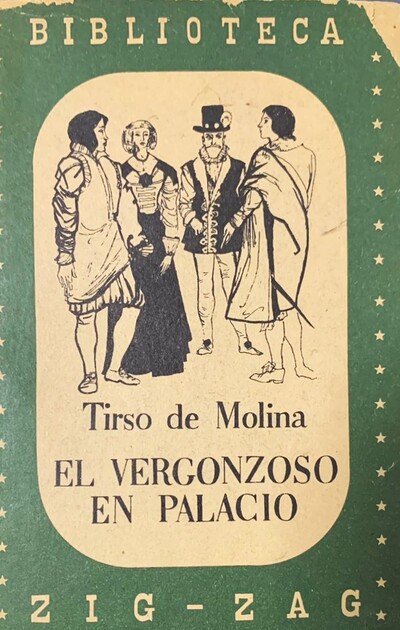 BIBLIOTECA
Tirso de Molina
EL VERGONZOSO
EN PALACIO
ZIG-ZAG